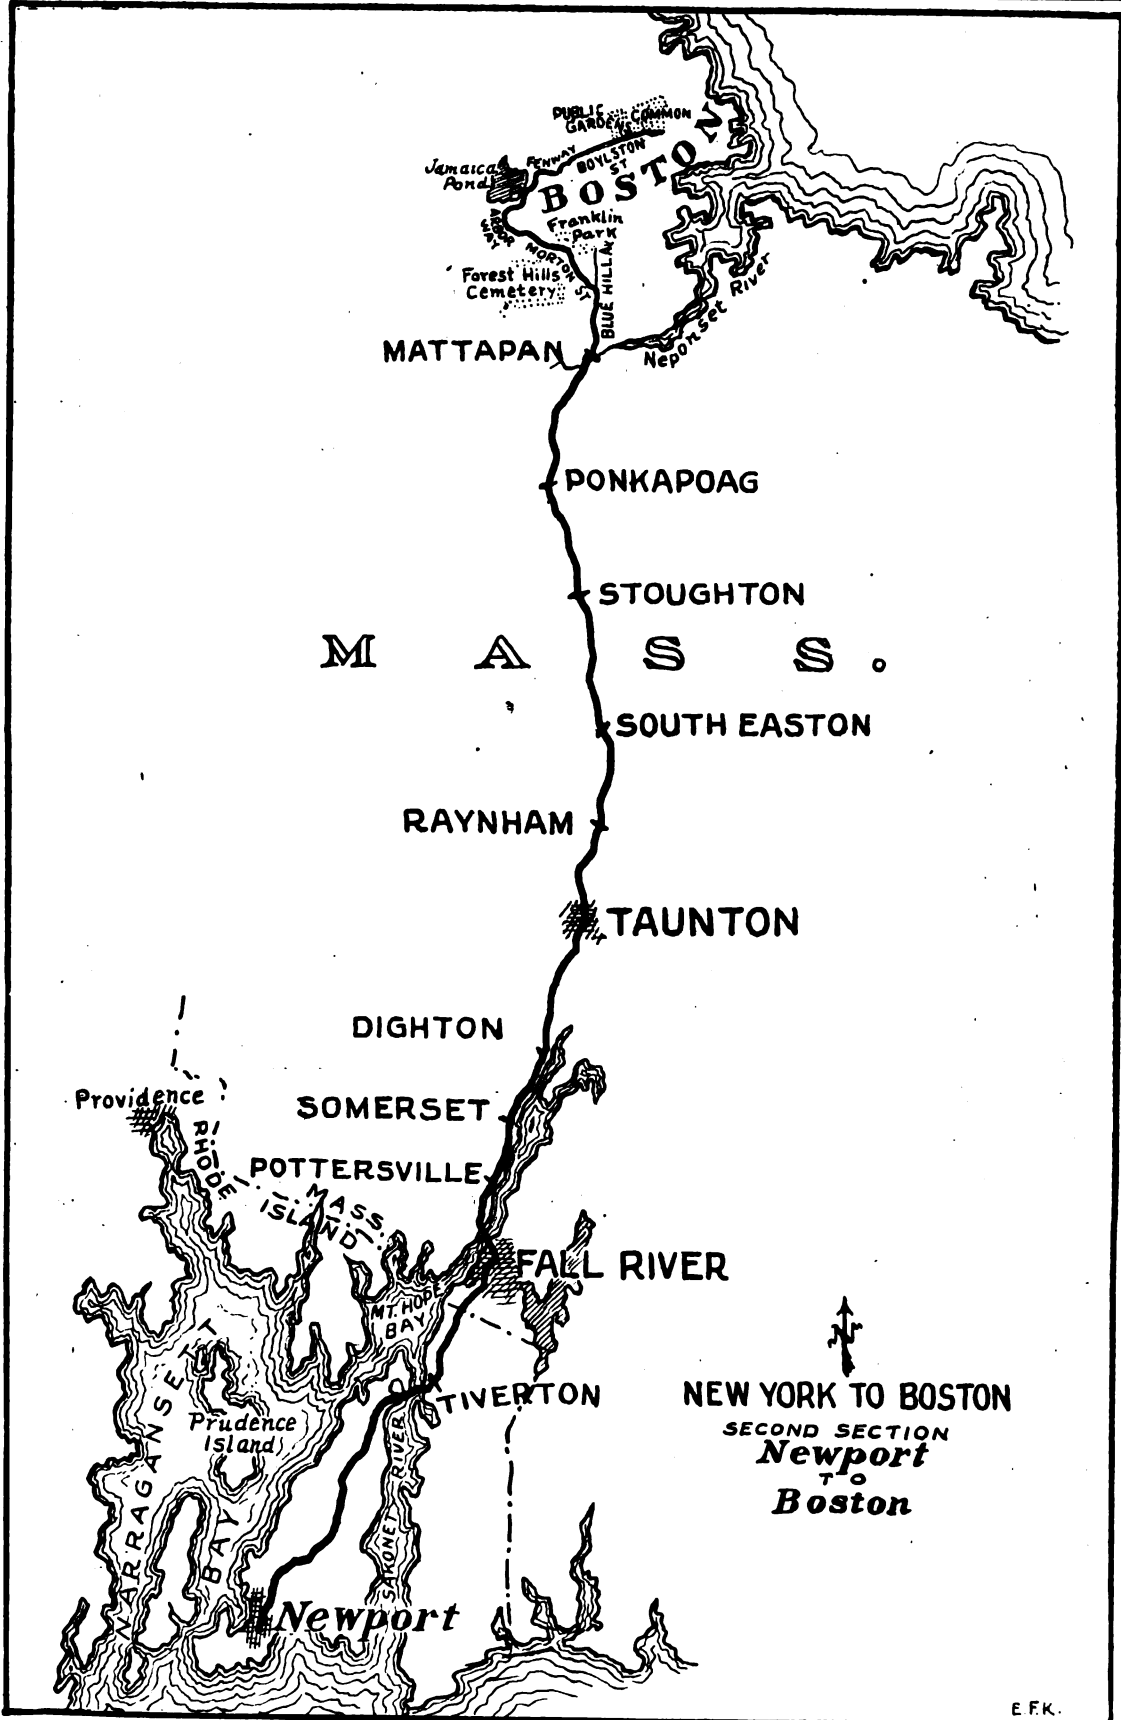 PUBLIC
GARDENS
COMMON
FENWAY
BOYLSTON
ST
BOSTON
Jamaica
Pond
ARBOR
WAY
Franklin
Park
MORTON ST
Forest Hills
Cemetery
BLUE HILL AV
Neponset River
MATTAPAN
PONKAPOAG
STOUGHTON
MASS.
SOUTH EASTON
RAYNHAM
TAUNTON
DIGHTON
Providence
SOMERSET
RHODE
ISLAND
POTTERSVILLE
MASS.
FALL RIVER
MT. HOPE
BAY
N
TIVERTON
NEW YORK TO BOSTON
SECOND SECTION
Newport
TO
Boston
Prudence
Island
NARRAGANSETT
BAY
SAKONET RIVER
Newport
E.F.K.